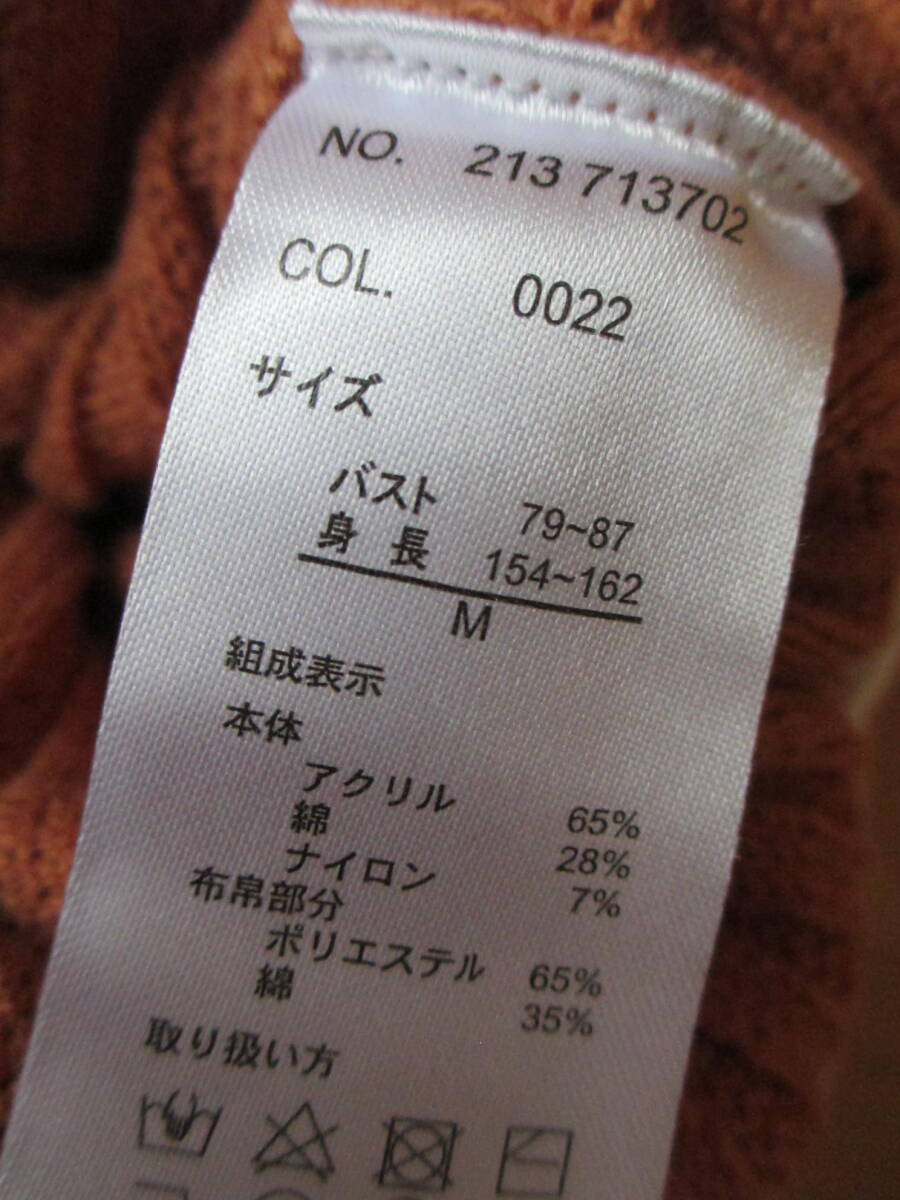 NO. 213 713702
COL. 0022
サイズ
バスト 79~87
身 長 154~162
M
組成表示
本体
アクリル 65%
綿 28%
ナイロン 7%
布帛部分
ポリエステル 65%
綿 35%
取り扱い方